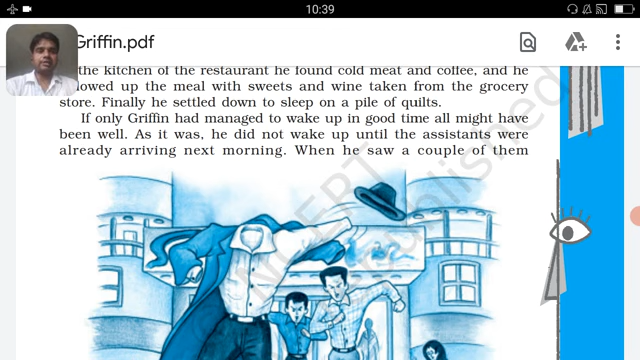 10:39
Griffin.pdf
the kitchen of the restaurant he found cold meat and coffee, and he
lowed up the meal with sweets and wine taken from the grocery
store. Finally he settled down to sleep on a pile of quilts.
If only Griffin had managed to wake up in good time all might have
been well. As it was, he did not wake up until the assistants were
already arriving next morning. When he saw a couple of them